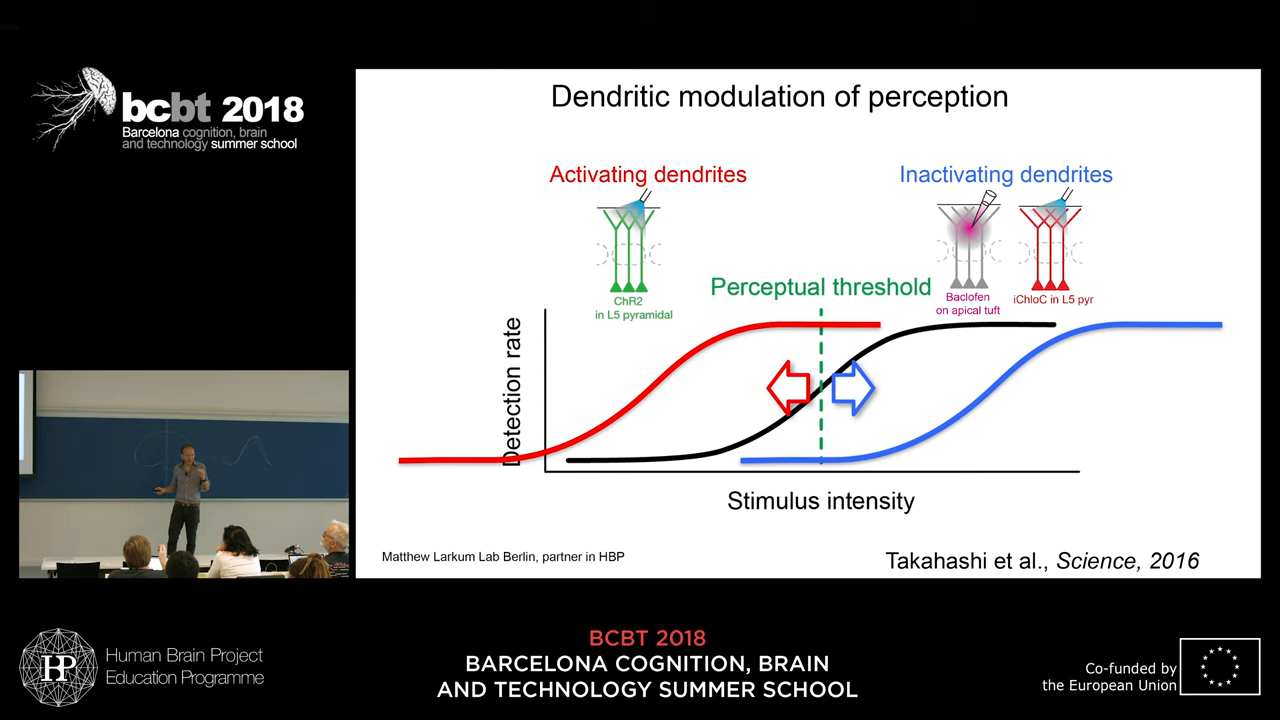 bcbt 2018
Barcelona cognition, brain
and technology summer school
Dendritic modulation of perception
Activating dendrites
Inactivating dendrites
ChR2
in L5 pyramidal
Perceptual threshold
Baclofen
on apical tuft
iChloC in L5 pyr
Detection rate
Stimulus intensity
Matthew Larkum Lab Berlin, partner in HBP
Takahashi et al., Science, 2016
HP
Human Brain Project
Education Programme
BCBT 2018
BARCELONA COGNITION, BRAIN
AND TECHNOLOGY SUMMER SCHOOL
Co-funded by
the European Union